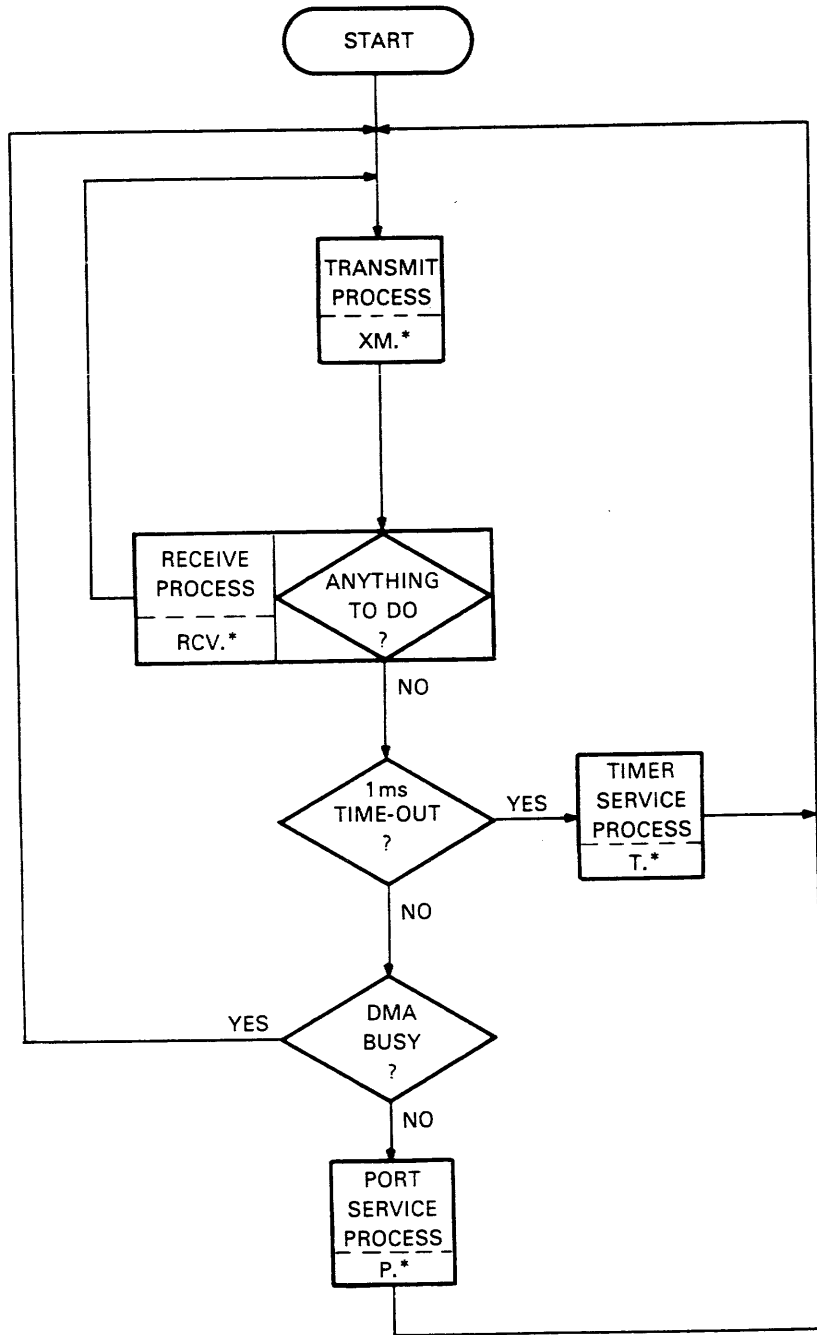 START
TRANSMIT
PROCESS
XM.*
RECEIVE
PROCESS
RCV.*
ANYTHING
TO DO
?
NO
1ms
TIME-OUT
?
YES
TIMER
SERVICE
PROCESS
T.*
NO
YES
DMA
BUSY
?
NO
PORT
SERVICE
PROCESS
P.*